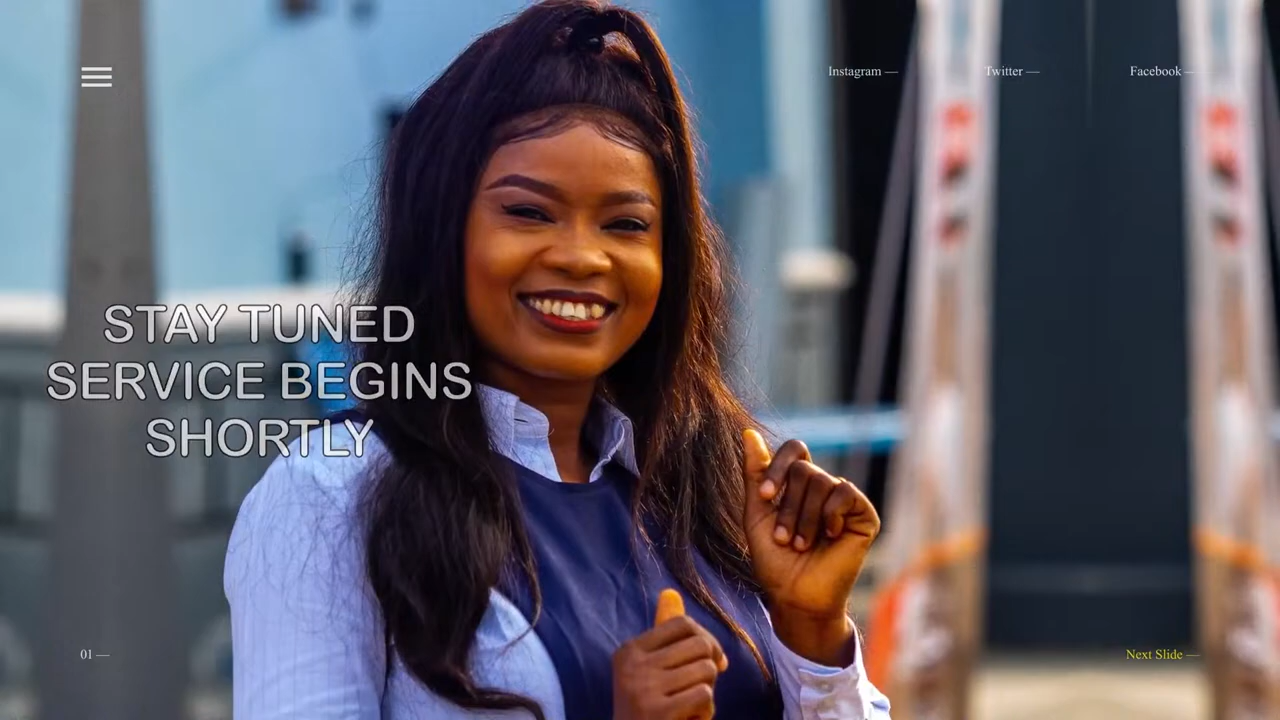 Instagram —
Twitter —
Facebook —
STAY TUNED
SERVICE BEGINS
SHORTLY
01 —
Next Slide —